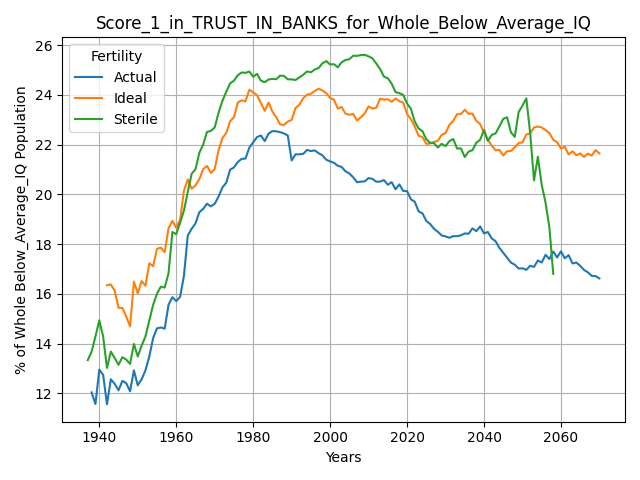 Score_1_in_TRUST_IN_BANKS_for_Whole_Below_Average_IQ
Fertility
Actual
Ideal
Sterile
% of Whole Below_Average_IQ Population
26
24
22
20
18
16
14
12
1940
1960
1980
2000
2020
2040
2060
Years